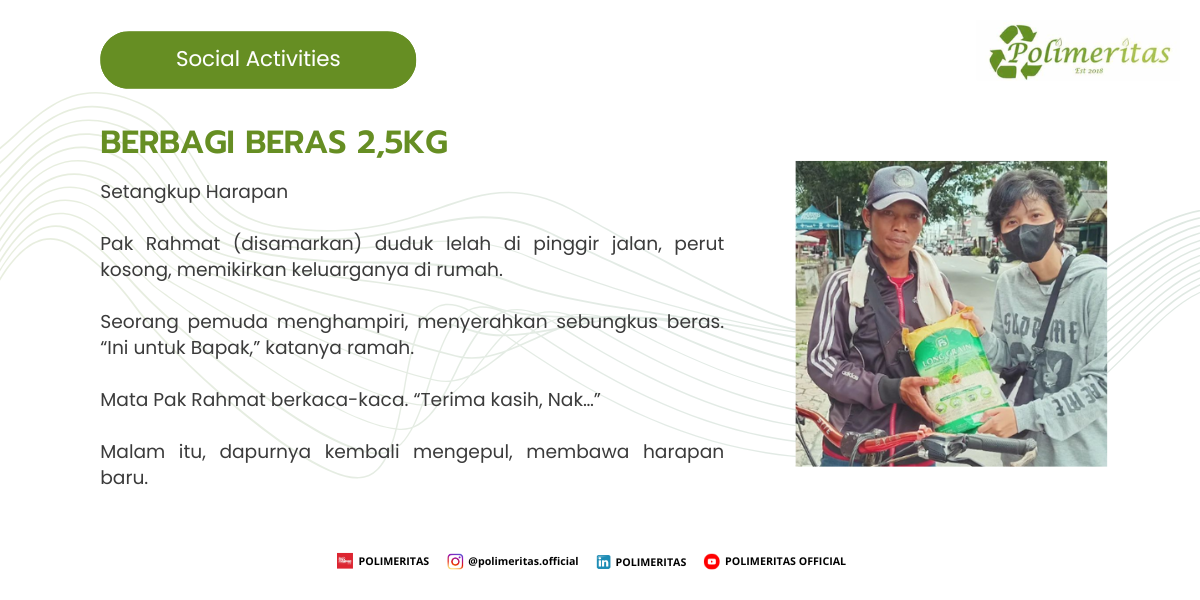 Social Activities
Polimeritas
Est 2018
BERBAGI BERAS 2,5KG
Setangkup Harapan
Pak Rahmat (disamarkan) duduk lelah di pinggir jalan, perut
kosong, memikirkan keluarganya di rumah.
Seorang pemuda menghampiri, menyerahkan sebungkus beras.
“Ini untuk Bapak,” katanya ramah.
Mata Pak Rahmat berkaca-kaca. “Terima kasih, Nak…”
Malam itu, dapurnya kembali mengepul, membawa harapan
baru.
adidas
POLIMERITAS
@polimeritas.official
POLIMERITAS
POLIMERITAS OFFICIAL